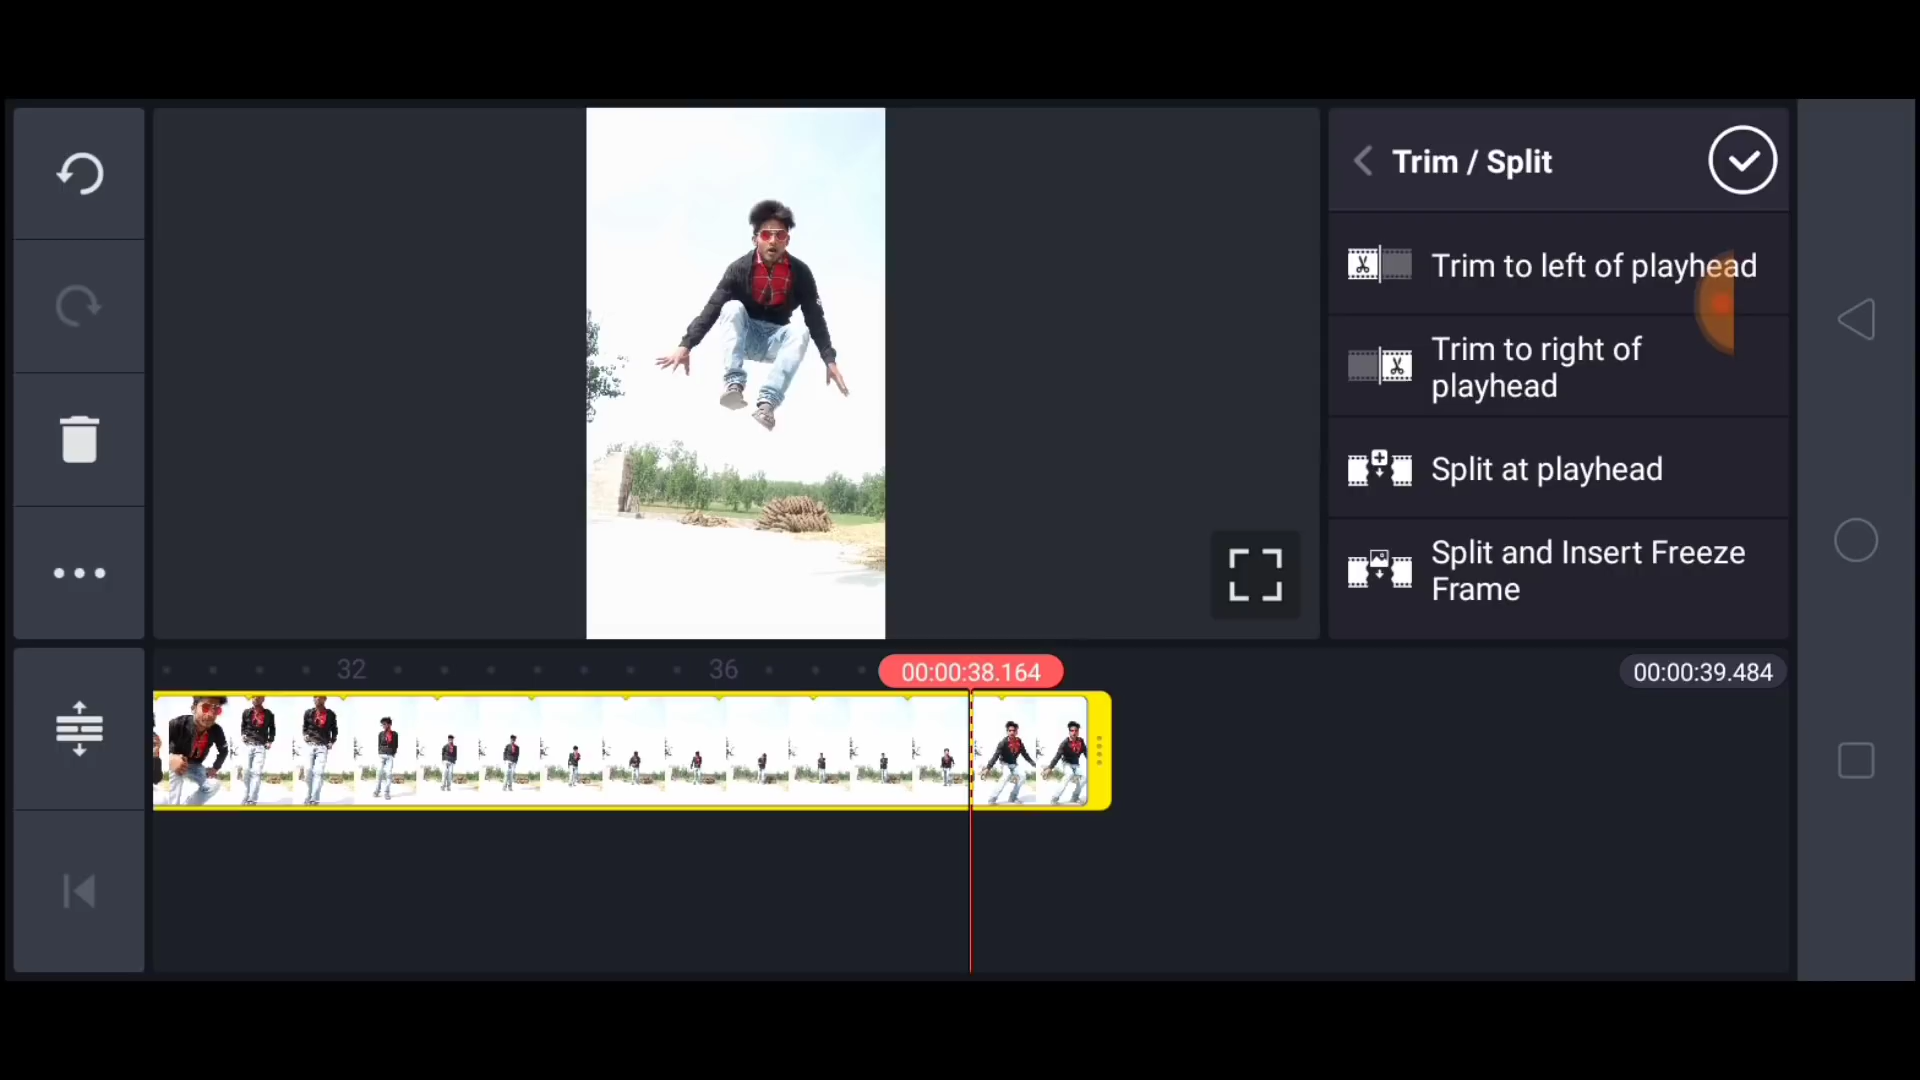 Trim / Split
Trim to left of playhead
Trim to right of
playhead
Split at playhead
Split and Insert Freeze
Frame
32
36
00:00:38.164
00:00:39.484